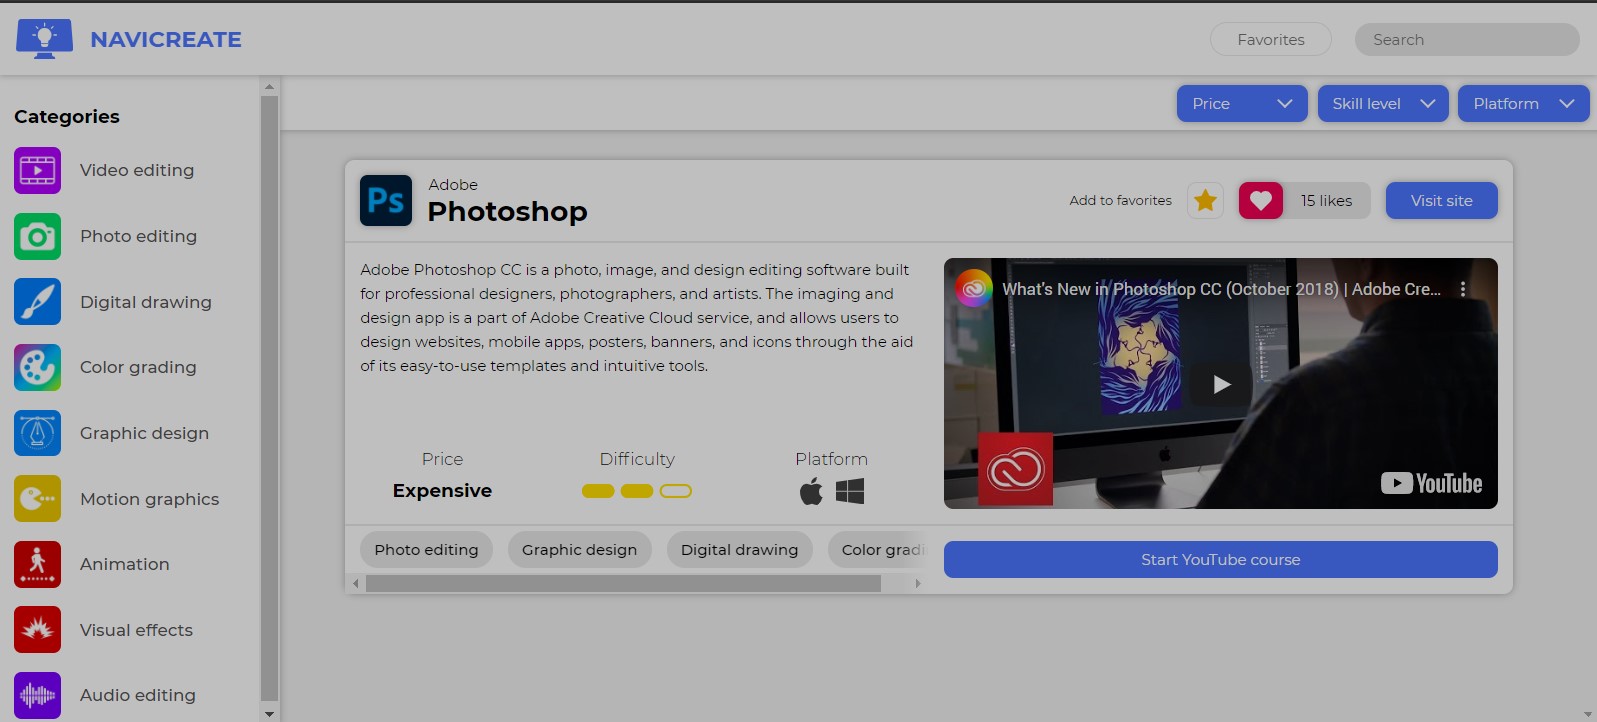 NAVICREATE
Favorites
Search
Price
Skill level
Platform
Categories
Video editing
Photo editing
Digital drawing
Color grading
Graphic design
Motion graphics
Animation
Visual effects
Audio editing
Ps
Adobe
Photoshop
Add to favorites
15 likes
Visit site
Adobe Photoshop CC is a photo, image, and design editing software built
for professional designers, photographers, and artists. The imaging and
design app is a part of Adobe Creative Cloud service, and allows users to
design websites, mobile apps, posters, banners, and icons through the aid
of its easy-to-use templates and intuitive tools.
Price
Expensive
Difficulty
Platform
Photo editing
Graphic design
Digital drawing
Color gradi
What's New in Photoshop CC (October 2018) | Adobe Cre...
YouTube
Start YouTube course